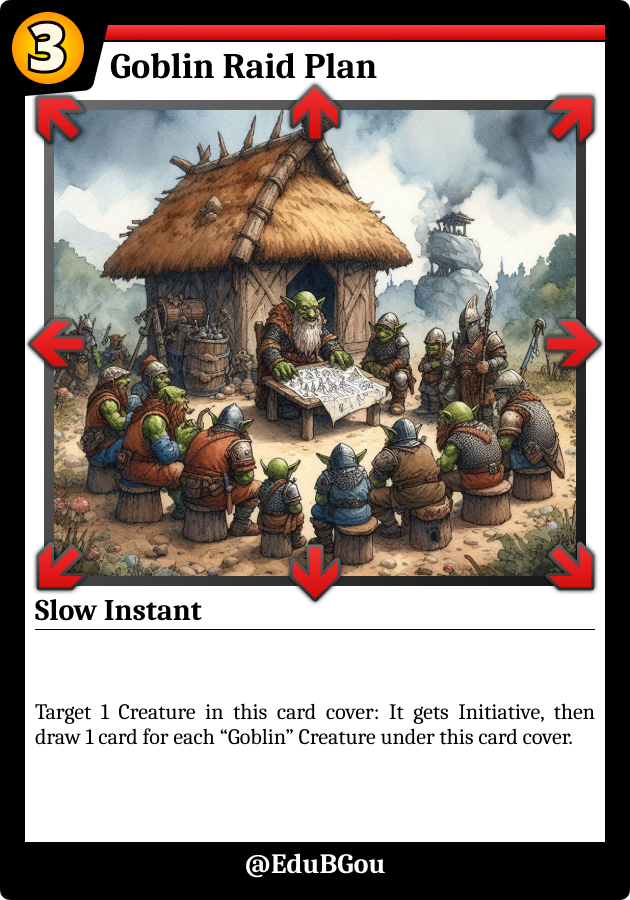 3
Goblin Raid Plan
Slow Instant
Target 1 Creature in this card cover: It gets Initiative, then
draw 1 card for each “Goblin” Creature under this card cover.
@EduBGou